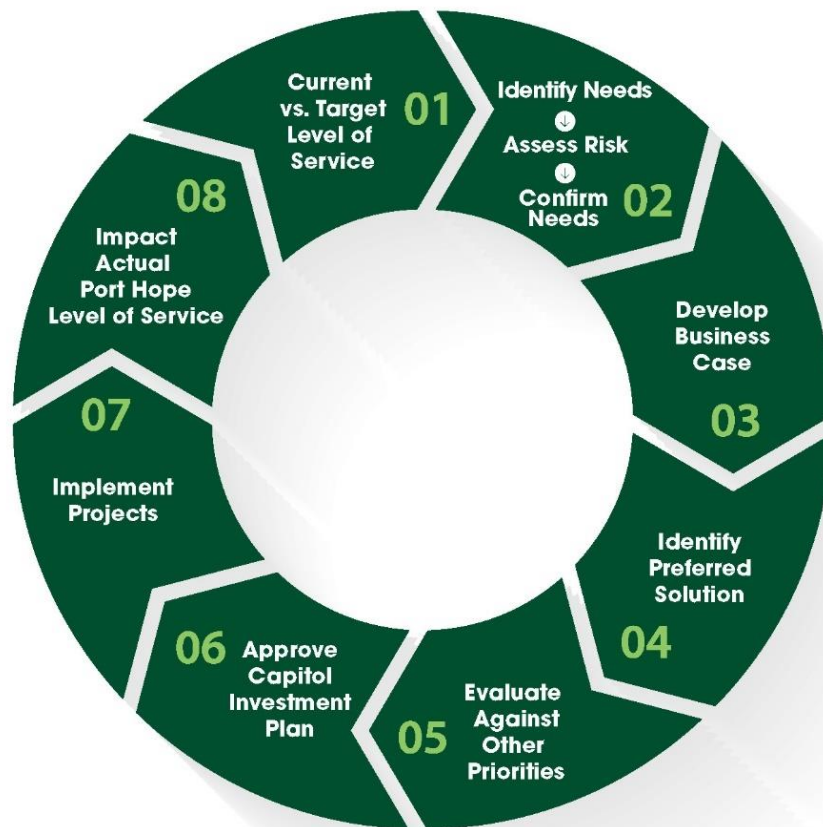 01
Current
vs. Target
Level of
Service
02
Identify Needs
Assess Risk
Confirm
Needs
03
Develop
Business
Case
04
Identify
Preferred
Solution
05
Evaluate
Against
Other
Priorities
06
Approve
Capitol
Investment
Plan
07
Implement
Projects
08
Impact
Actual
Port Hope
Level of Service